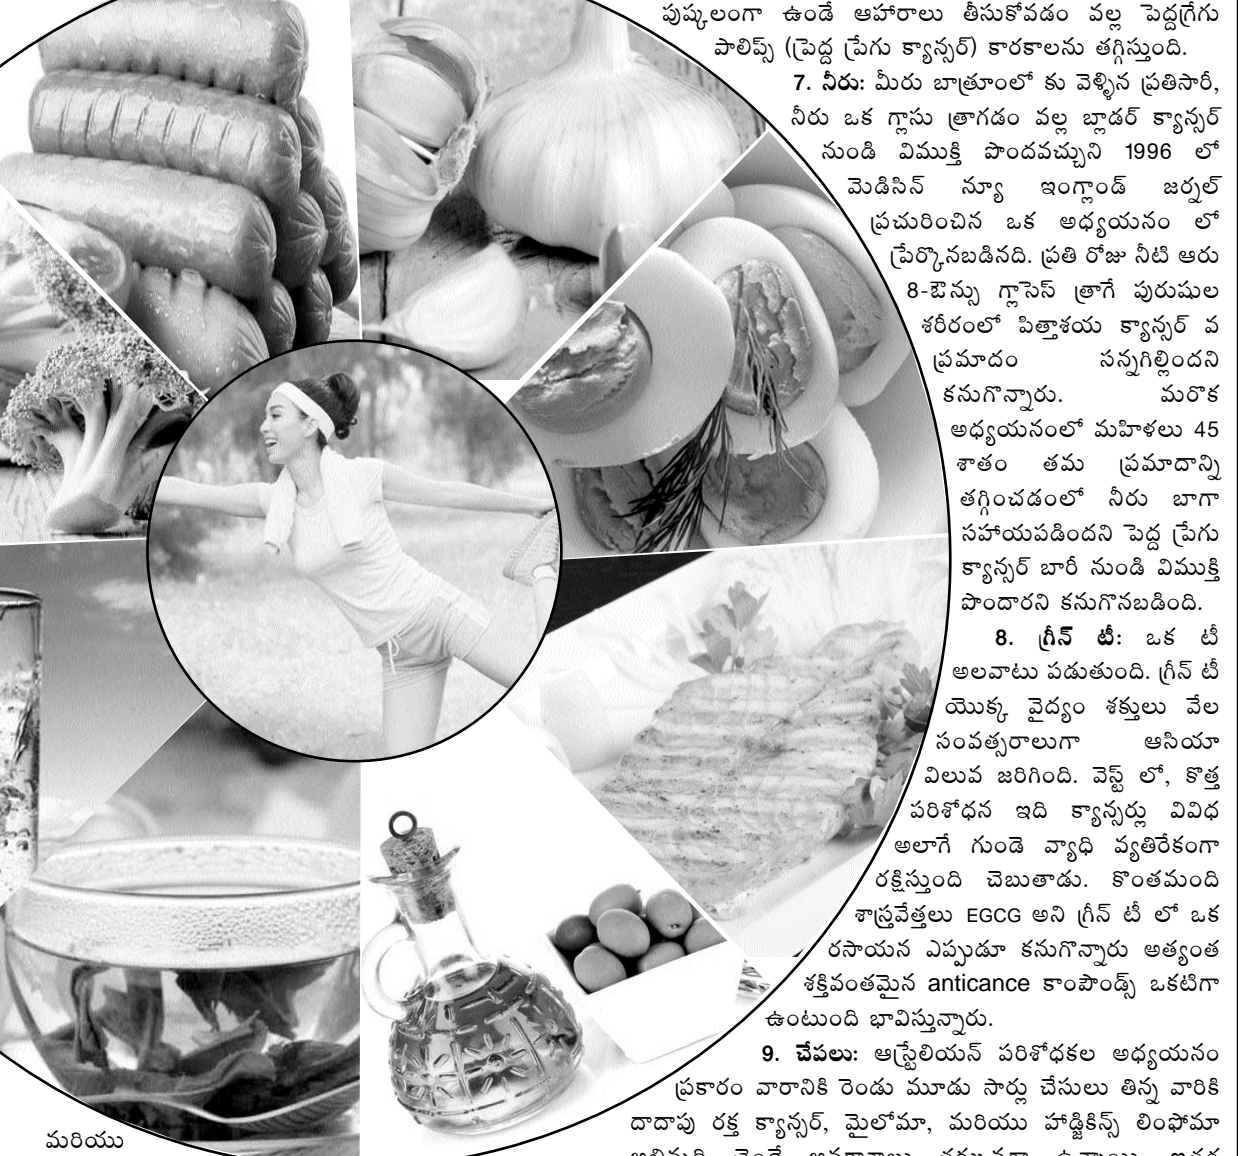 పుష్కలంగా ఉండే ఆహారాలు తీసుకోవడం వల్ల పెద్దగ్రేగు
పాలిప్స్ (పెద్ద ప్రేగు క్యాన్సర్) కారకాలను తగ్గిస్తుంది.
7. నీరు: మీరు బాత్రూంలో కు వెళ్ళిన ప్రతిసారీ,
నీరు ఒక గ్లాసు త్రాగడం వల్ల బ్లాడర్ క్యాన్సర్
నుండి విముక్తి పొందవచ్చుని 1996 లో
మెడిసిన్ న్యూ ఇంగ్లాండ్ జర్నల్
ప్రచురించిన ఒక అధ్యయనం లో
పేర్కొనబడినది. ప్రతి రోజు నీటి ఆరు
8-ఔన్సు గ్లాసెస్ త్రాగే పురుషుల
శరీరంలో పిత్తాశయ క్యాన్సర్ వ
ప్రమాదం సన్నగిల్లిందని
కనుగొన్నారు. మరొక
అధ్యయనంలో మహిళలు 45
శాతం తమ ప్రమాదాన్ని
తగ్గించడంలో నీరు బాగా
సహాయపడిందని పెద్ద ప్రేగు
క్యాన్సర్ బారీ నుండి విముక్తి
పొందారని కనుగొనబడింది.
8. గ్రీన్ టీ: ఒక టీ
అలవాటు పడుతుంది. గ్రీన్ టీ
యొక్క వైద్యం శక్తులు వేల
సంవత్సరాలుగా ఆసియా
విలువ జరిగింది. వెస్ట్ లో, కొత్త
పరిశోధన ఇది క్యాన్సర్లు వివిధ
అలాగే గుండె వ్యాధి వ్యతిరేకంగా
రక్షిస్తుంది చెబుతాడు. కొంతమంది
శాస్త్రవేత్తలు EGCG అని గ్రీన్ టీ లో ఒక
రసాయన ఎప్పుడూ కనుగొన్నారు అత్యంత
శక్తివంతమైన anticance కాంపౌండ్స్ ఒకటిగా
ఉంటుంది భావిస్తున్నారు.
9. చేపలు: ఆస్ట్రేలియన్ పరిశోధకల అధ్యయనం
ప్రకారం వారానికి రెండు మూడు సార్లు చేసులు తిన్న వారికి
దాదాపు రక్త క్యాన్సర్, మైలోమా, మరియు హాడ్జికిన్స్ లింఫోమా
మరియు